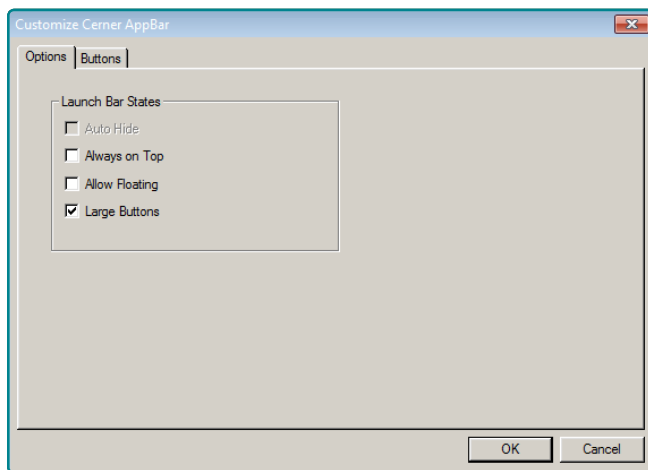 Customize Cerner AppBar
Options Buttons
Launch Bar States
Auto Hide
Always on Top
Allow Floating
Large Buttons
OK Cancel